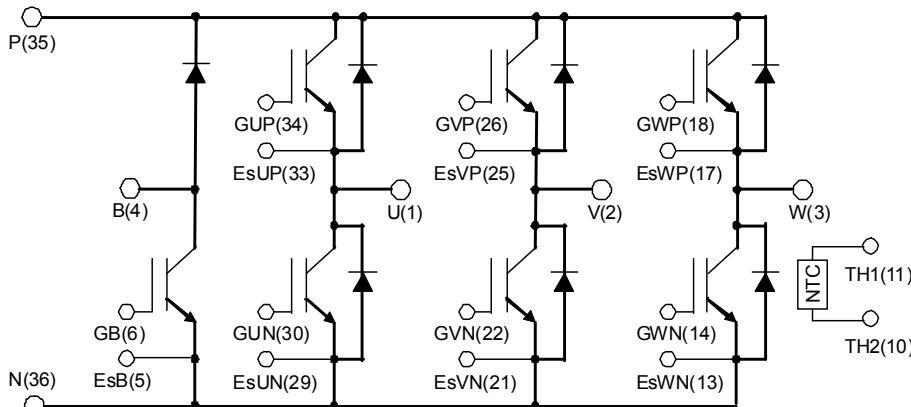 P(35)
GUP(34)
GVP(26)
GWP(18)
EsUP(33)
EsVP(25)
EsWP(17)
B(4)
U(1)
V(2)
W(3)
NTC
TH1(11)
GB(6)
GUN(30)
GVN(22)
GWN(14)
TH2(10)
N(36)
EsB(5)
EsUN(29)
EsVN(21)
EsWN(13)